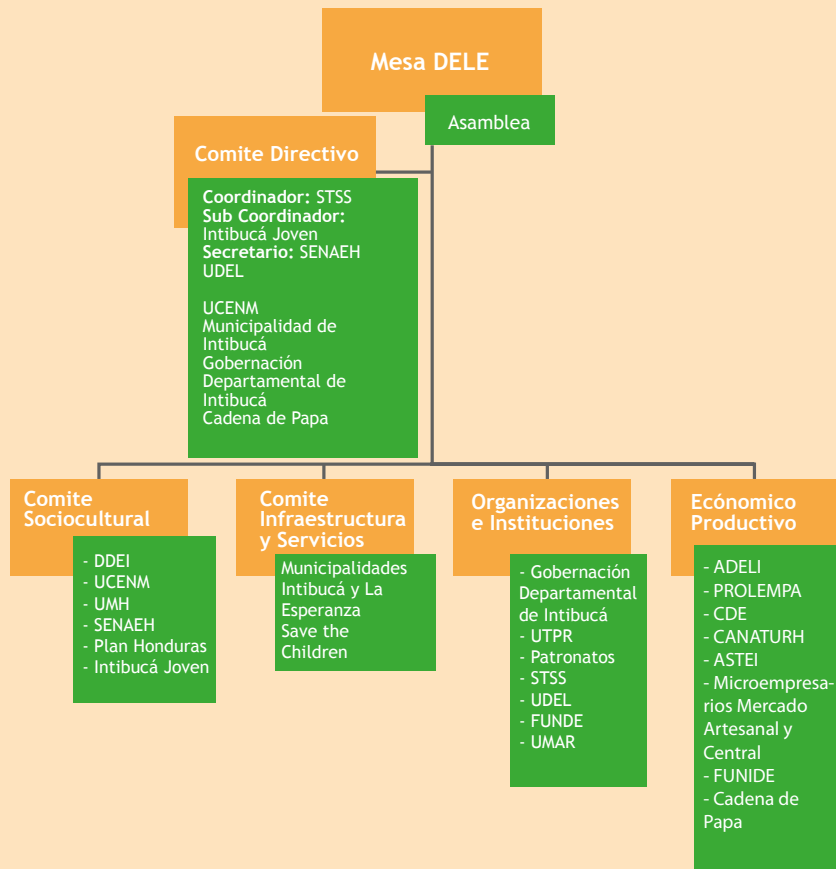 Mesa DELE
Asamblea
Comite Directivo
Coordinador: STSS
Sub Coordinador:
Intibucá Joven
Secretario: SENAEH
UDEL
UCENM
Municipalidad de
Intibucá
Gobernación
Departamental de
Intibucá
Cadena de Papa
Comite
Sociocultural
- DDEI
- UCENM
- UMH
- SENAEH
- Plan Honduras
- Intibucá Joven
Comite
Infraestructura
y Servicios
Municipalidades
Intibucá y La
Esperanza
Save the
Children
Organizaciones
e Instituciones
- Gobernación
Departamental
de Intibucá
- UTPR
- Patronatos
- STSS
- UDEL
- FUNDE
- UMAR
Ecónomico
Productivo
- ADELI
- PROLEMPA
- CDE
- CANATURH
- ASTEI
- Microempresa-
rios Mercado
Artesanal y
Central
- FUNIDE
- Cadena de
Papa